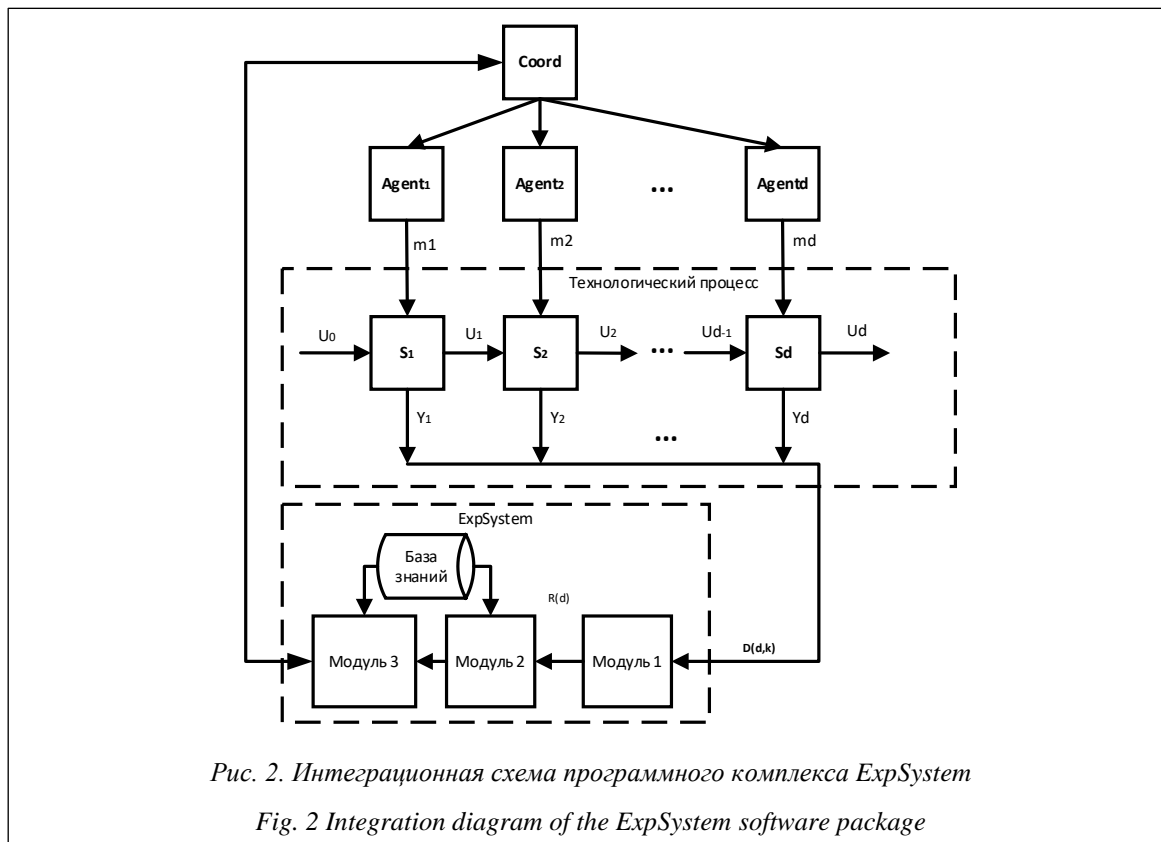 Coord
Agent₁
Agent₂
...
Agentd
m1
m2
md
Технологический процесс
U₀
U₁
U₂
Ud-1
Ud
S₁
S₂
...
Sd
Y₁
Y₂
Yd
...
ExpSystem
База
знаний
R(d)
D(d,k)
Модуль 3
Модуль 2
Модуль 1
Рис. 2. Интеграционная схема программного комплекса ExpSystem
Fig. 2 Integration diagram of the ExpSystem software package